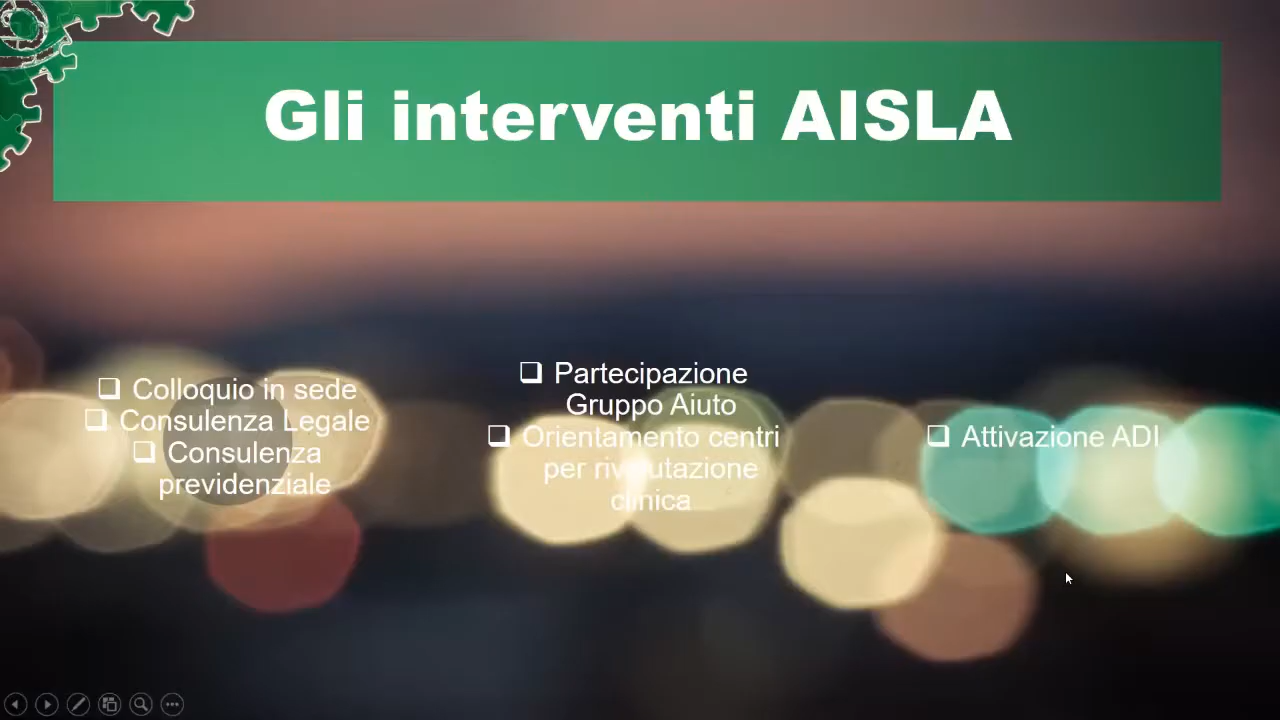 Gli interventi AISLA
Colloquio in sede
Consulenza Legale
Consulenza
previdenziale
Partecipazione
Gruppo Aiuto
Orientamento centri
per rivalutazione
clinica
Attivazione ADI